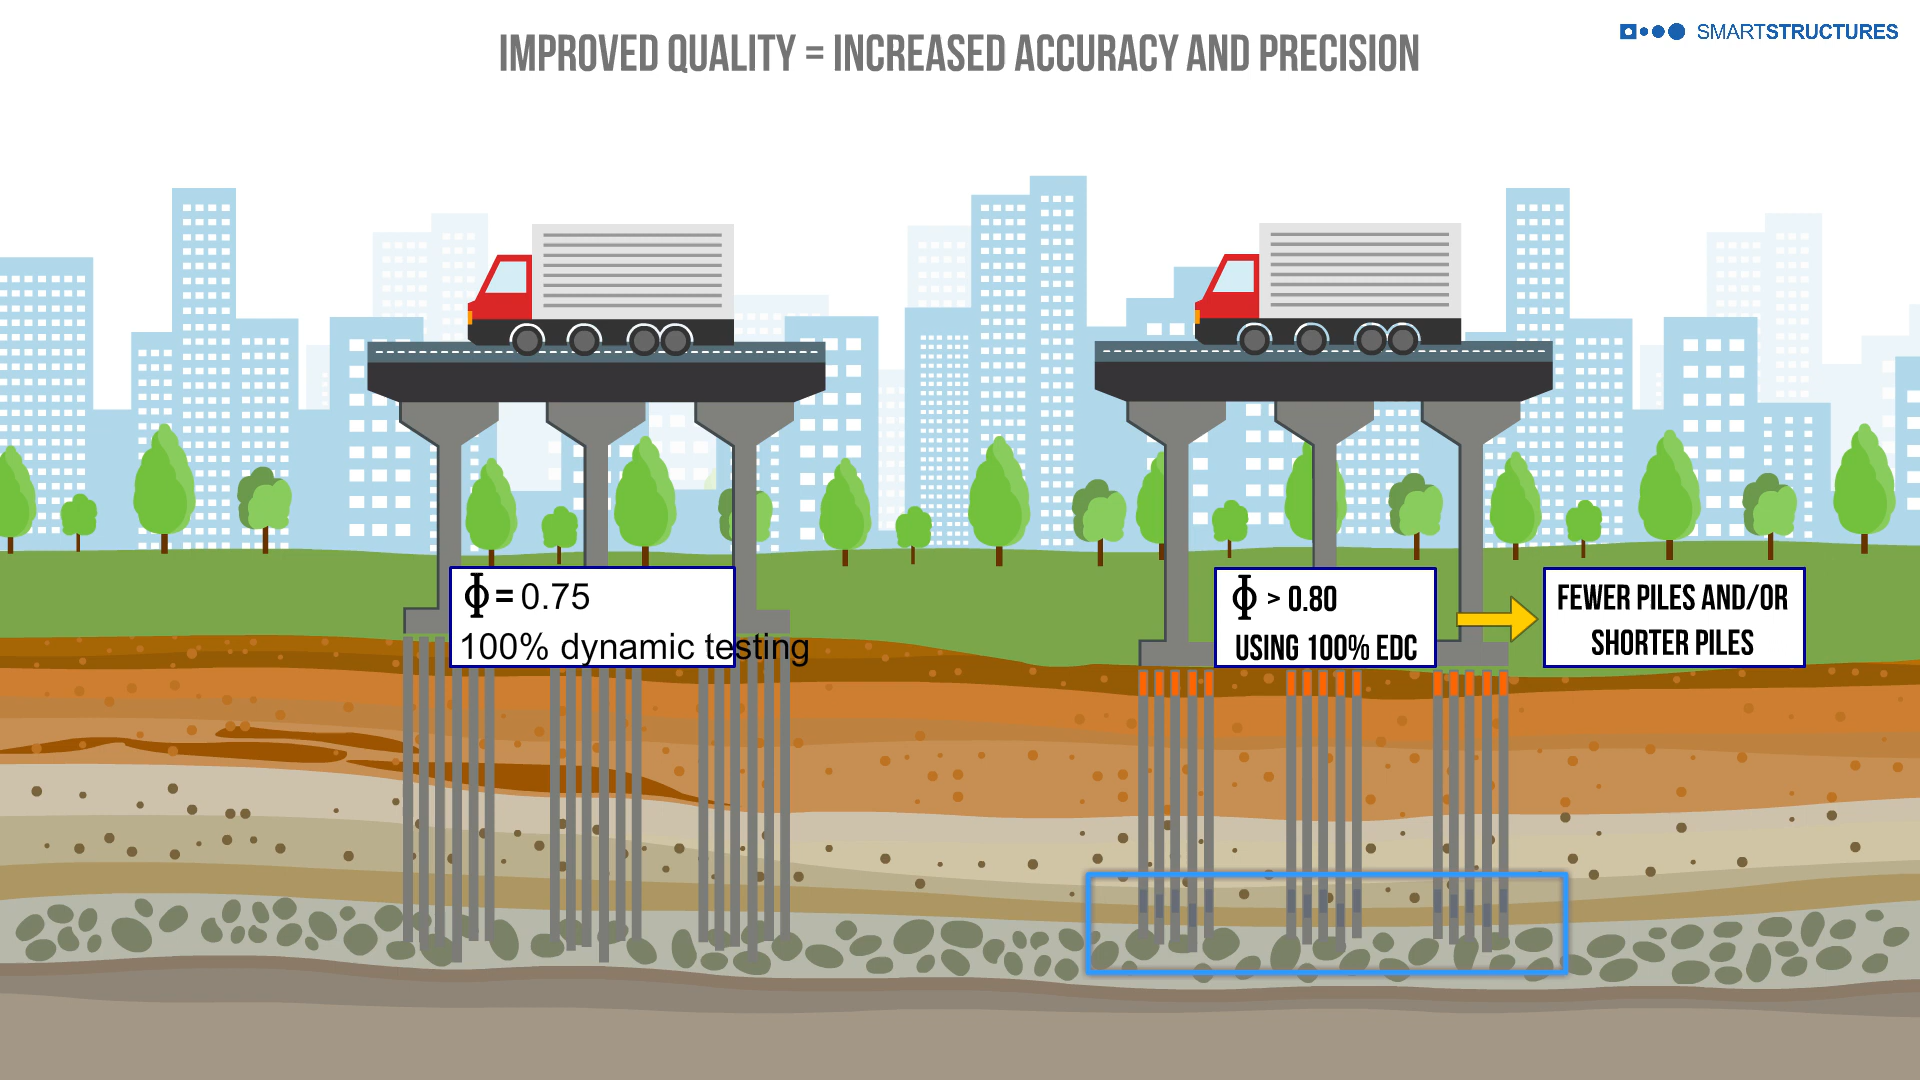 IMPROVED QUALITY = INCREASED ACCURACY AND PRECISION
SMARTSTRUCTURES
Φ = 0.75
100% dynamic testing
Φ > 0.80
USING 100% EDC
FEWER PILES AND/OR
SHORTER PILES